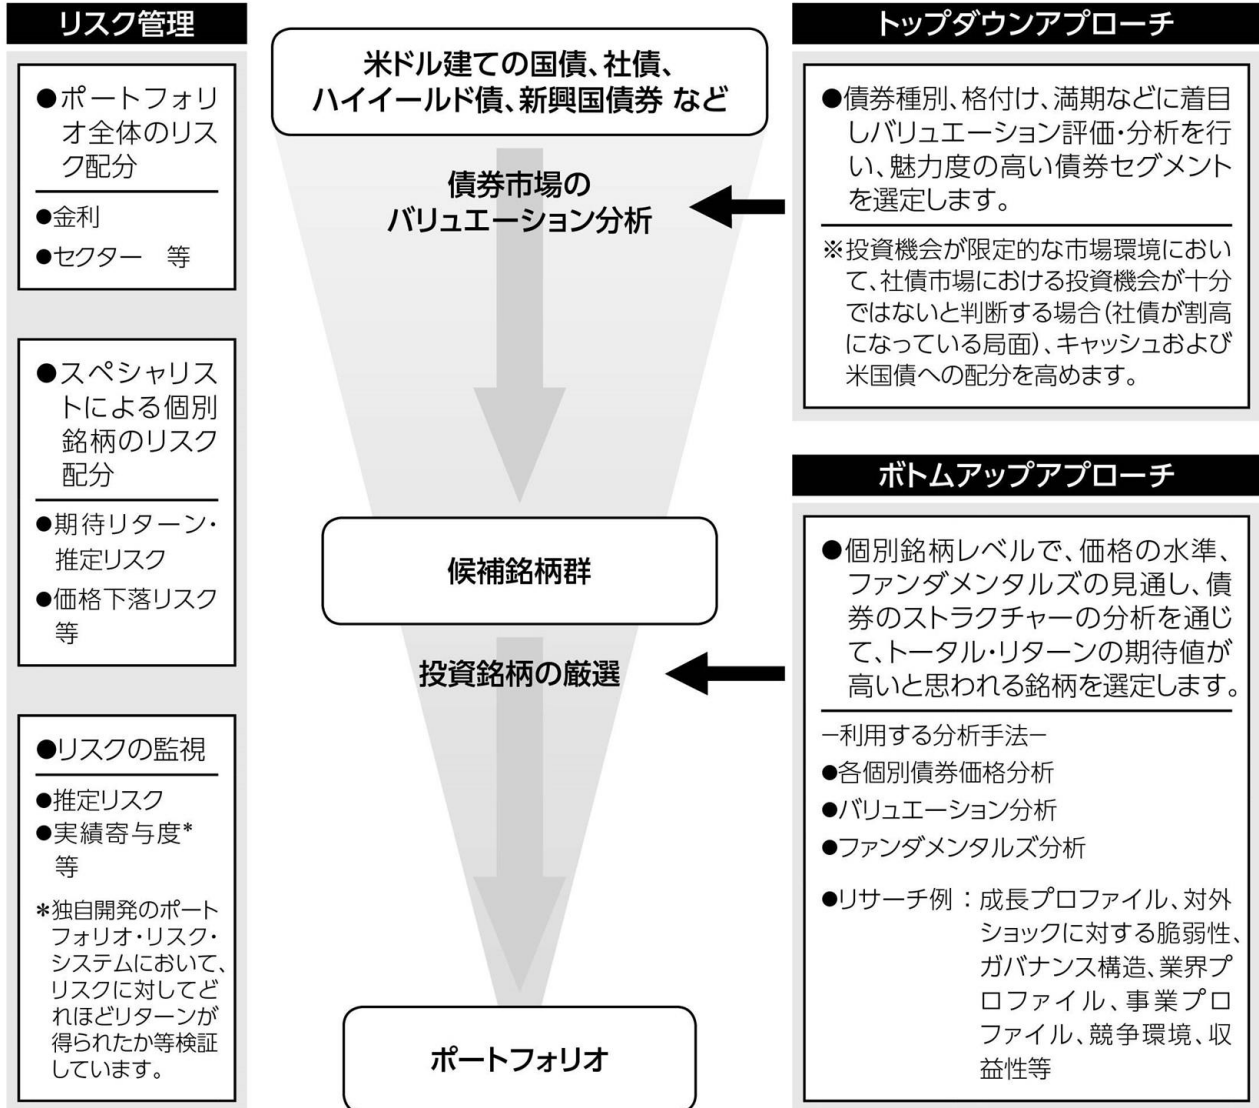 リスク管理
●ポートフォリ
オ全体のリス
ク配分
●金利
●セクター　等
●スペシャリス
トによる個別
銘柄のリスク
配分
●期待リターン・
推定リスク
●価格下落リスク
等
●リスクの監視
●推定リスク
●実績寄与度*
等
*独自開発のポート
フォリオ・リスク・
システムにおいて、
リスクに対してど
れほどリターンが
得られたか等検証
しています。
米ドル建ての国債、社債、
ハイイールド債、新興国債券 など
債券市場の
バリュエーション分析
候補銘柄群
投資銘柄の厳選
ポートフォリオ
トップダウンアプローチ
●債券種別、格付け、満期などに着目
しバリュエーション評価・分析を行
い、魅力度の高い債券セグメント
を選定します。
※投資機会が限定的な市場環境におい
て、社債市場における投資機会が十分
ではないと判断する場合(社債が割高
になっている局面)、キャッシュおよび
米国債への配分を高めます。
ボトムアップアプローチ
●個別銘柄レベルで、価格の水準、
ファンダメンタルズの見通し、債
券のストラクチャーの分析を通じ
て、トータル・リターンの期待値が
高いと思われる銘柄を選定します。
−利用する分析手法−
●各個別債券価格分析
●バリュエーション分析
●ファンダメンタルズ分析
●リサーチ例：成長プロファイル、対外
ショックに対する脆弱性、
ガバナンス構造、業界プ
ロファイル、事業プロ
ファイル、競争環境、収
益性等